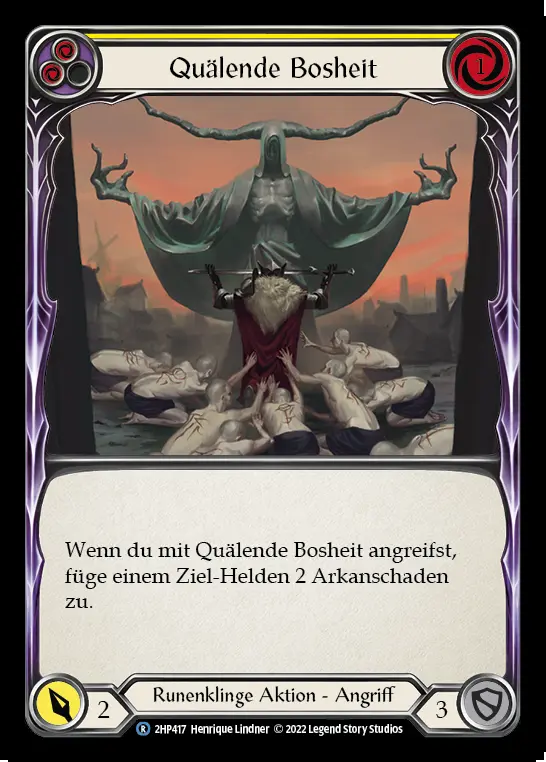 Quälende Bosheit
1
Wenn du mit Quälende Bosheit angreifst,
füge einem Ziel-Helden 2 Arkanschaden
zu.
2
Runenklinge Aktion - Angriff
3
R 2HP417 Henrique Lindner © 2022 Legend Story Studios